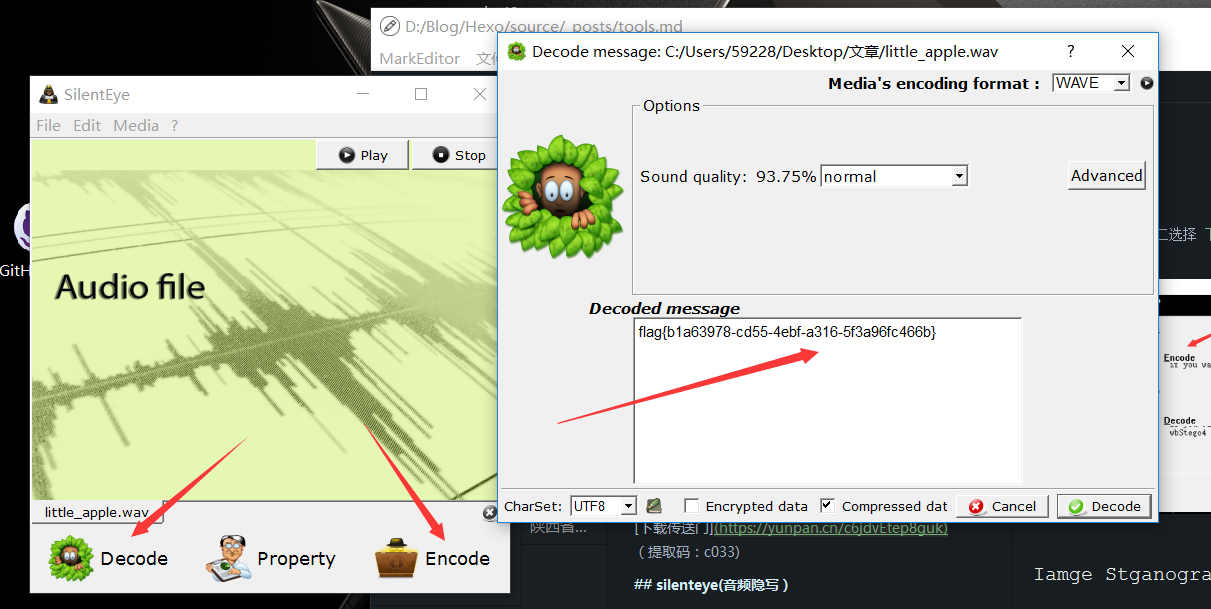 D:/Blog/Hexo/source/_posts/tools.md
MarkEditor
SilentEye
File Edit Media ?
Play Stop
Audio file
little_apple.wav
Decode Property Encode
Decode message: C:/Users/59228/Desktop/文章/little_apple.wav ?
Media's encoding format : WAVE
Options
Sound quality: 93.75% normal
Advanced
Decoded message
flag{b1a63978-cd55-4ebf-a316-5f3a96fc466b}
CharSet: UTF8 Encrypted data Compressed dat Cancel Decode
GitH
二选择
Encode
if you wa
Decode
vbStego4
陕西省...
[下载传送门](https://yunpan.cn/c6jdvEtep8guk)
（提取码：c033)
## silenteye(音频隐写 )
Iamge Stganogra